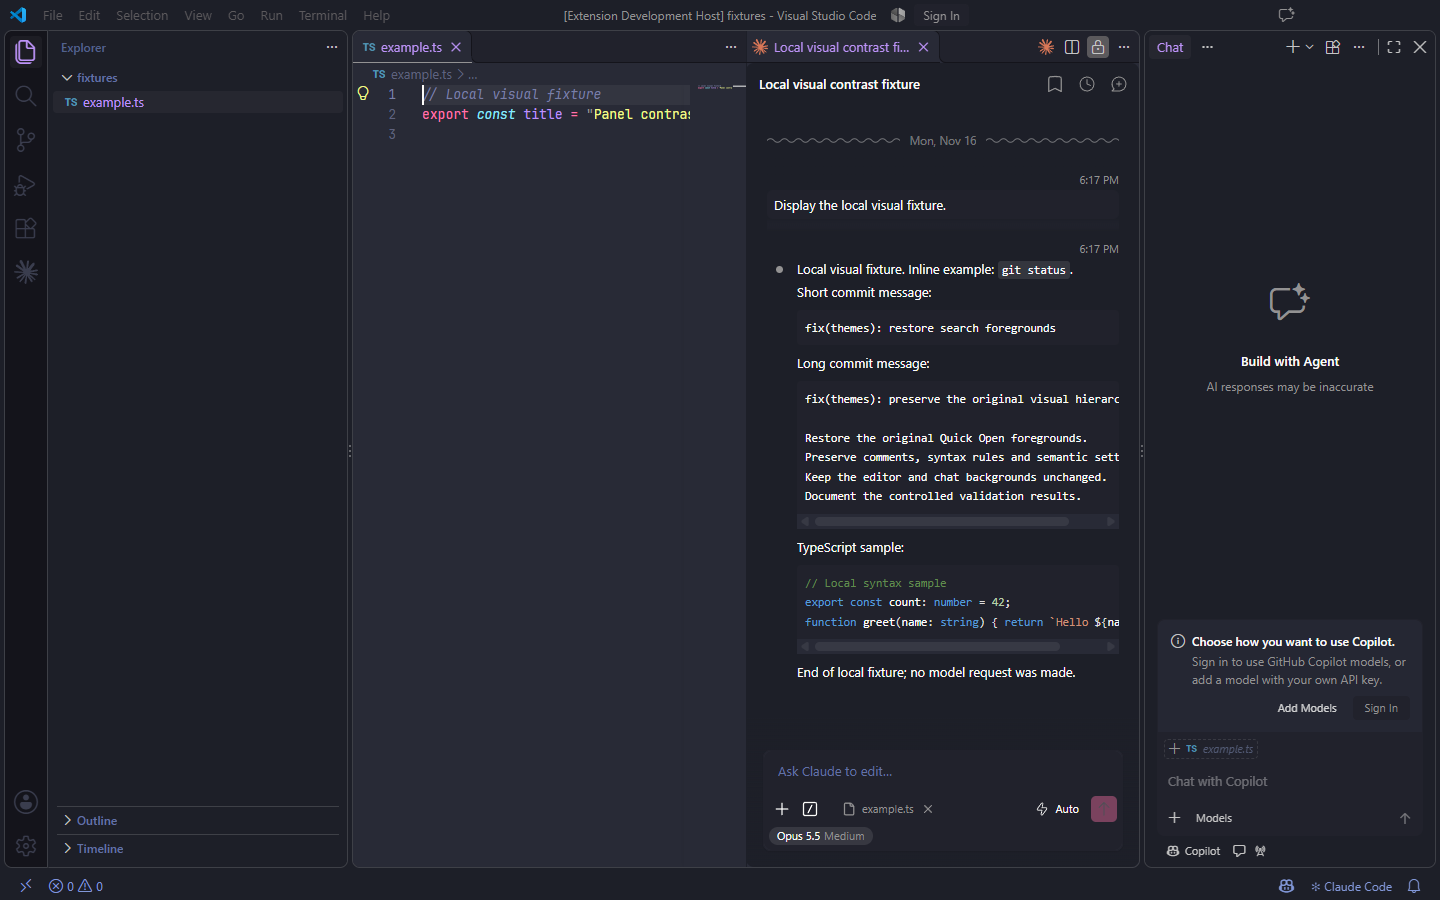 File Edit Selection View Go Run Terminal Help
[Extension Development Host] fixtures - Visual Studio Code
Sign In
Explorer
fixtures
TS example.ts
Outline
Timeline
TS example.ts
TS example.ts > ...
1 // Local visual fixture
2 export const title = "Panel contras
3
Local visual contrast fi...
Local visual contrast fixture
Mon, Nov 16
6:17 PM
Display the local visual fixture.
6:17 PM
Local visual fixture. Inline example: git status.
Short commit message:
fix(themes): restore search foregrounds
Long commit message:
fix(themes): preserve the original visual hierarc
Restore the original Quick Open foregrounds.
Preserve comments, syntax rules and semantic sett
Keep the editor and chat backgrounds unchanged.
Document the controlled validation results.
TypeScript sample:
// Local syntax sample
export const count: number = 42;
function greet(name: string) { return `Hello ${na
End of local fixture; no model request was made.
Ask Claude to edit...
example.ts
Auto
Opus 5.5 Medium
Chat
Build with Agent
AI responses may be inaccurate
Choose how you want to use Copilot.
Sign in to use GitHub Copilot models, or
add a model with your own API key.
Add Models Sign In
TS example.ts
Chat with Copilot
Models
Copilot
0 0
Claude Code